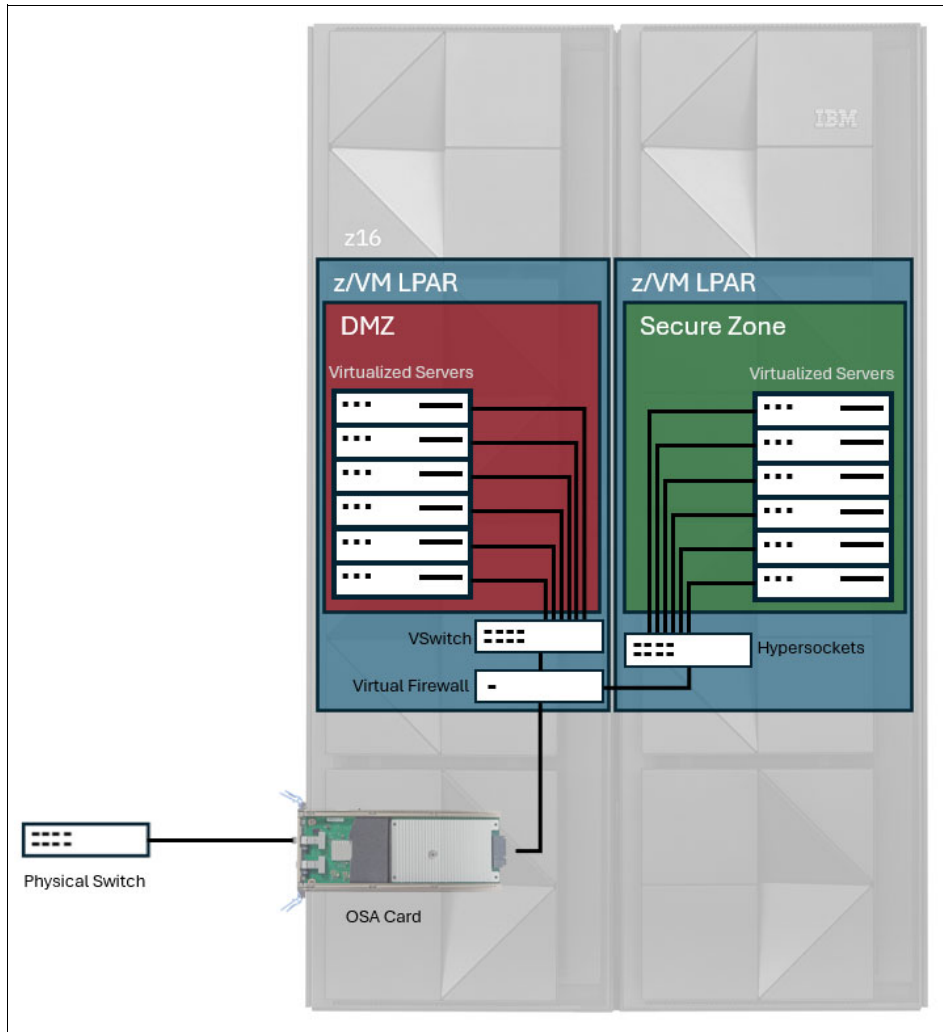 IBM
z16
z/VM LPAR
DMZ
Virtualized Servers
VSwitch
Virtual Firewall
z/VM LPAR
Secure Zone
Virtualized Servers
Hypersockets
Physical Switch
OSA Card